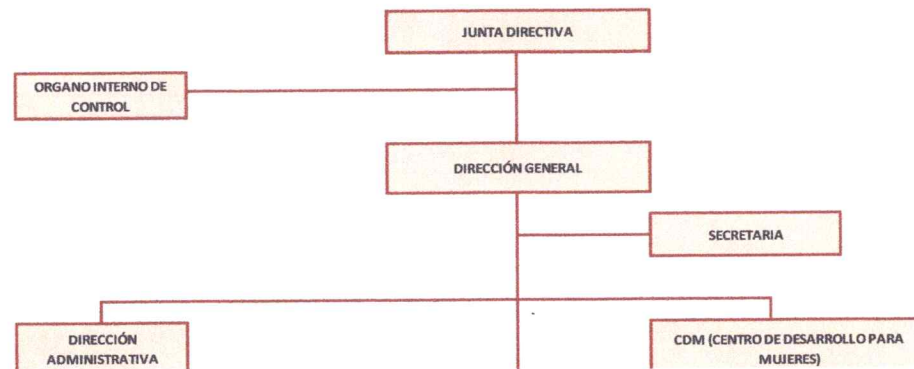 JUNTA DIRECTIVA
ORGANO INTERNO DE
CONTROL
DIRECCIÓN GENERAL
SECRETARIA
DIRECCIÓN
ADMINISTRATIVA
CDM (CENTRO DE DESARROLLO PARA
MUJERES)